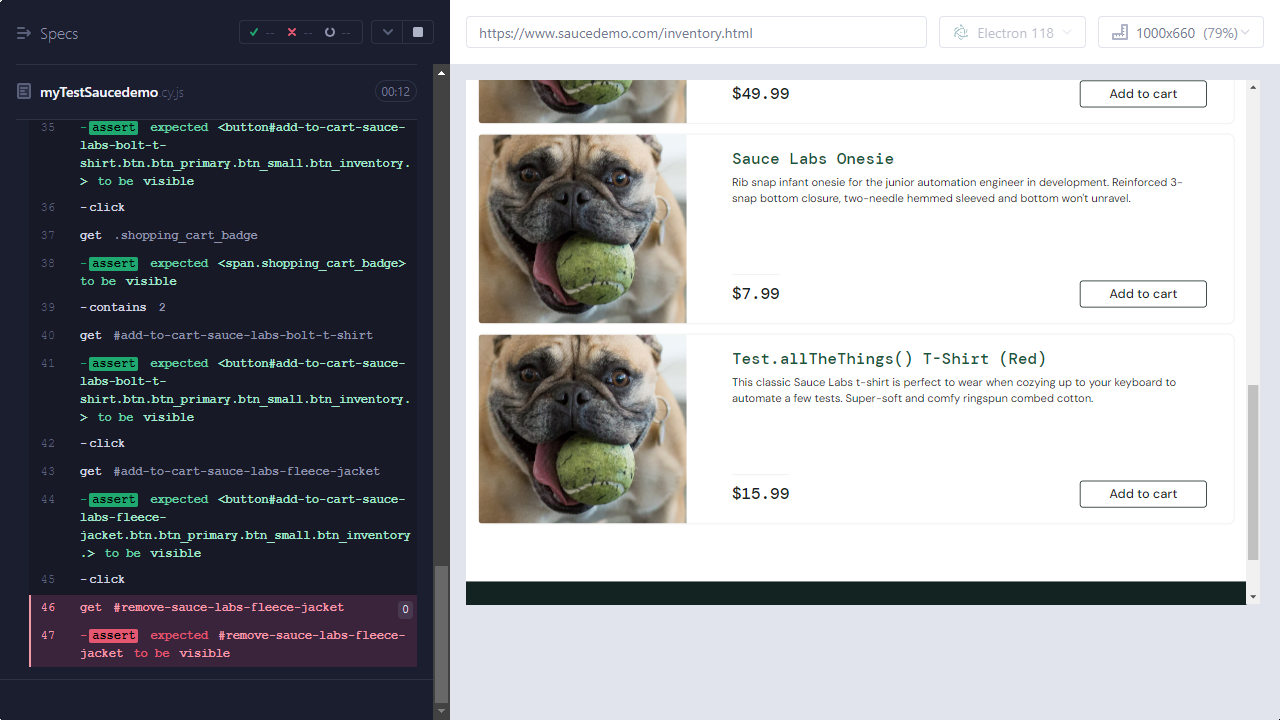 Specs
--
--
--
https://www.saucedemo.com/inventory.html
Electron 118
1000x660 (79%)
myTestSaucedemo.cy.js
00:12
35 -assert expected <button#add-to-cart-sauce-
labs-bolt-t-
shirt.btn.btn_primary.btn_small.btn_inventory.
> to be visible
36 -click
37 get .shopping_cart_badge
38 -assert expected <span.shopping_cart_badge>
to be visible
39 -contains 2
40 get #add-to-cart-sauce-labs-bolt-t-shirt
41 -assert expected <button#add-to-cart-sauce-
labs-bolt-t-
shirt.btn.btn_primary.btn_small.btn_inventory.
> to be visible
42 -click
43 get #add-to-cart-sauce-labs-fleece-jacket
44 -assert expected <button#add-to-cart-sauce-
labs-fleece-
jacket.btn.btn_primary.btn_small.btn_inventory
.> to be visible
45 -click
46 get #remove-sauce-labs-fleece-jacket 0
47 -assert expected #remove-sauce-labs-fleece-
jacket to be visible
$49.99
Add to cart
Sauce Labs Onesie
Rib snap infant onesie for the junior automation engineer in development. Reinforced 3-
snap bottom closure, two-needle hemmed sleeved and bottom won't unravel.
$7.99
Add to cart
Test.allTheThings() T-Shirt (Red)
This classic Sauce Labs t-shirt is perfect to wear when cozying up to your keyboard to
automate a few tests. Super-soft and comfy ringspun combed cotton.
$15.99
Add to cart